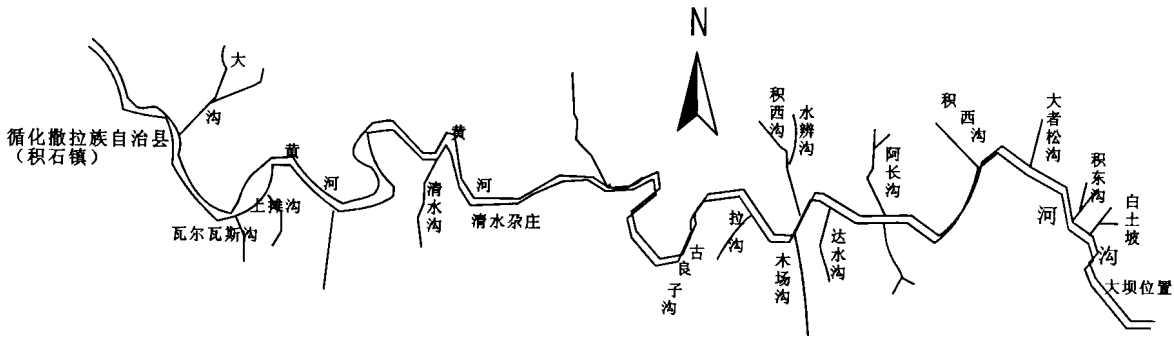 N
大
沟
循化撒拉族自治县
（积石镇）
黄
河
上滩沟
瓦尔瓦斯沟
黄
河
清水沟
清水尕庄
古良子沟
拉沟
积西沟
水辨沟
木场沟
达水沟
阿长沟
积西沟
大者松沟
积东沟
白土坡
河
沟
大坝位置